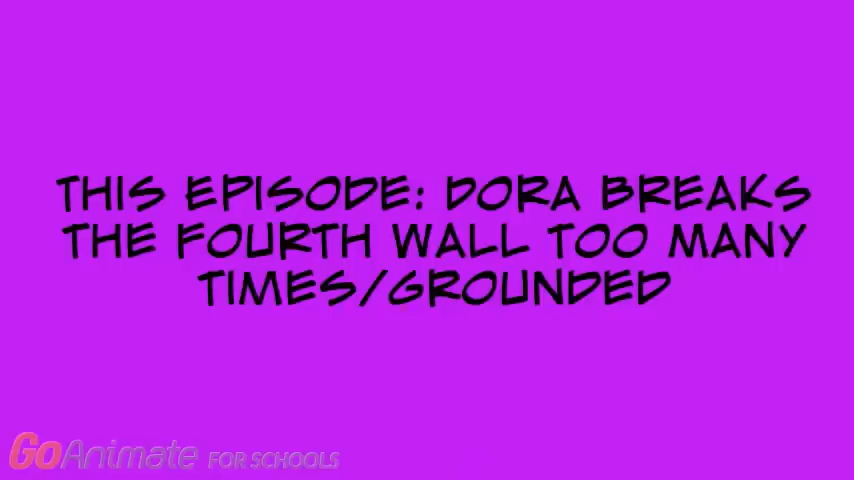 THIS EPISODE: DORA BREAKS
THE FOURTH WALL TOO MANY
TIMES/GROUNDED
GoAnimate FOR SCHOOLS